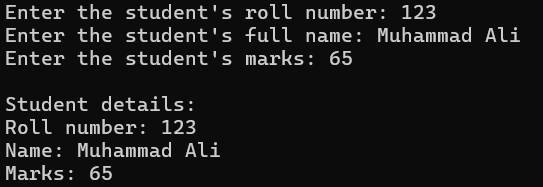 Enter the student's roll number: 123
Enter the student's full name: Muhammad Ali
Enter the student's marks: 65
Student details:
Roll number: 123
Name: Muhammad Ali
Marks: 65